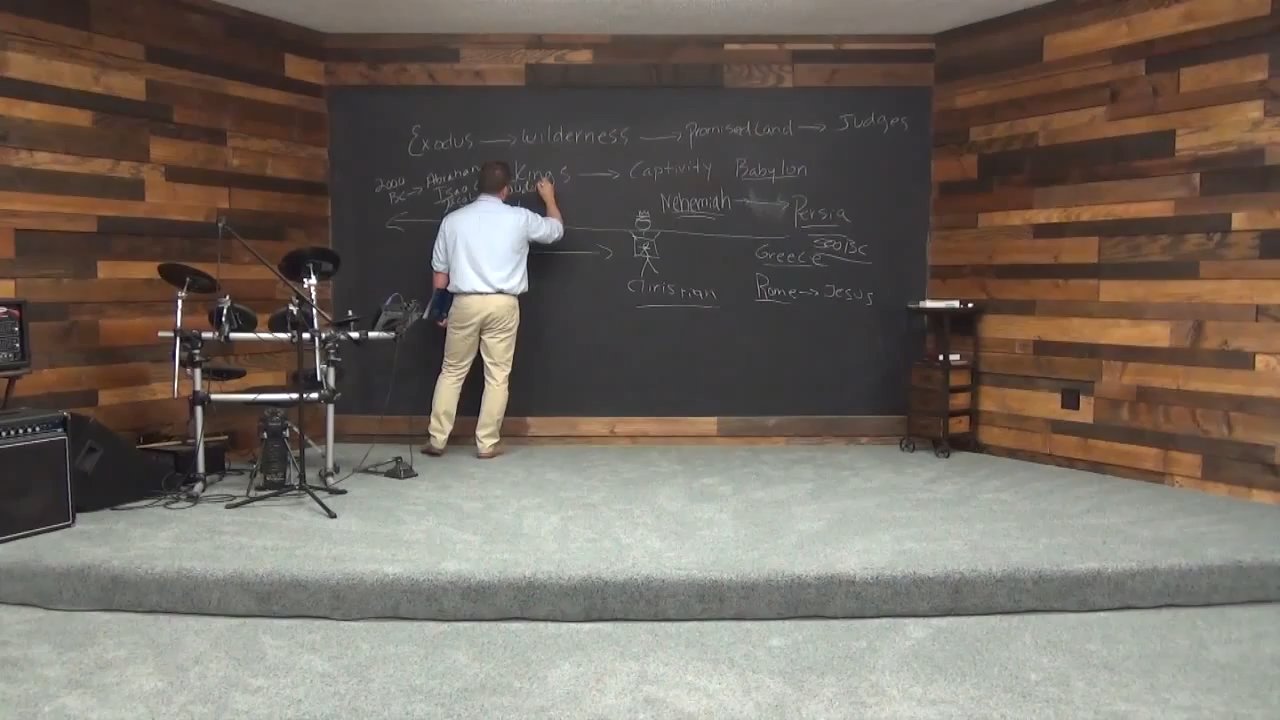 Exodus → wilderness → Promised Land → Judges
2000 BC → Abraham Kings → Captivity Babylon
Isaac
Jacob
Nehemiah → Persia
500 BC
Greece
Christian Rome → Jesus